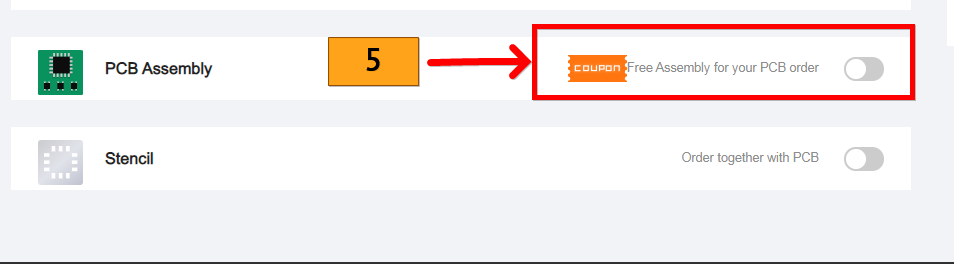 PCB Assembly
5
COUPON Free Assembly for your PCB order
Stencil
Order together with PCB